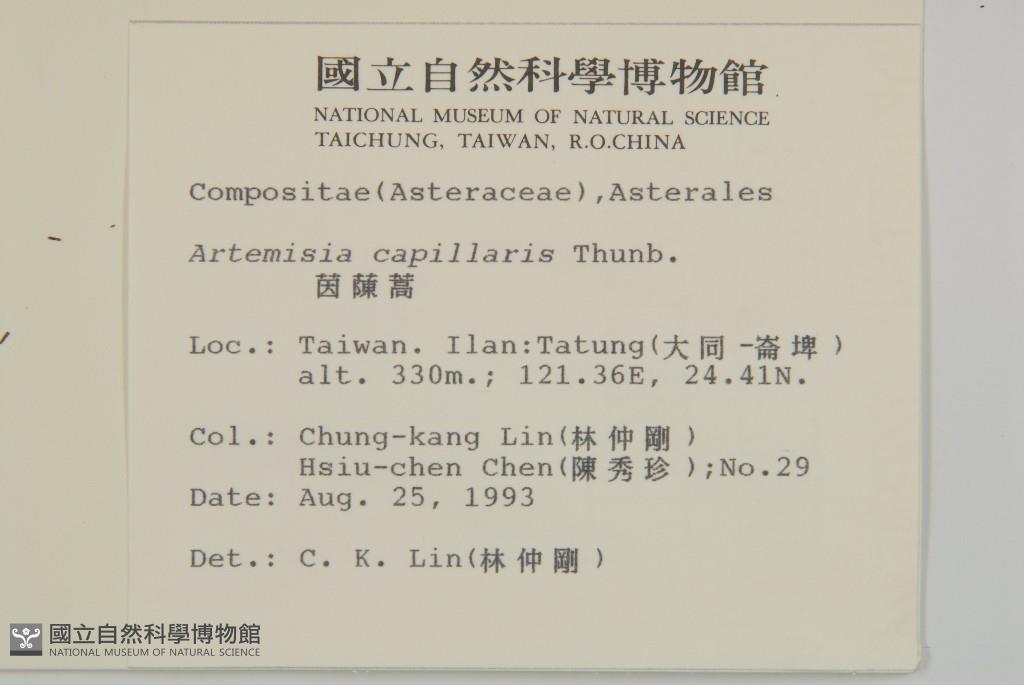 國立自然科學博物館
NATIONAL MUSEUM OF NATURAL SCIENCE
TAICHUNG, TAIWAN, R.O.CHINA
Compositae(Asteraceae),Asterales
Artemisia capillaris Thunb.
茵蔯蒿
Loc.: Taiwan. Ilan:Tatung(大同-崙埤)
alt. 330m.; 121.36E, 24.41N.
Col.: Chung-kang Lin(林仲剛)
Hsiu-chen Chen(陳秀珍);No.29
Date: Aug. 25, 1993
Det.: C. K. Lin(林仲剛)
國立自然科學博物館
NATIONAL MUSEUM OF NATURAL SCIENCE